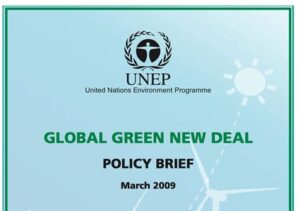 UNEP
United Nations Environment Programme
GLOBAL GREEN NEW DEAL
POLICY BRIEF
March 2009